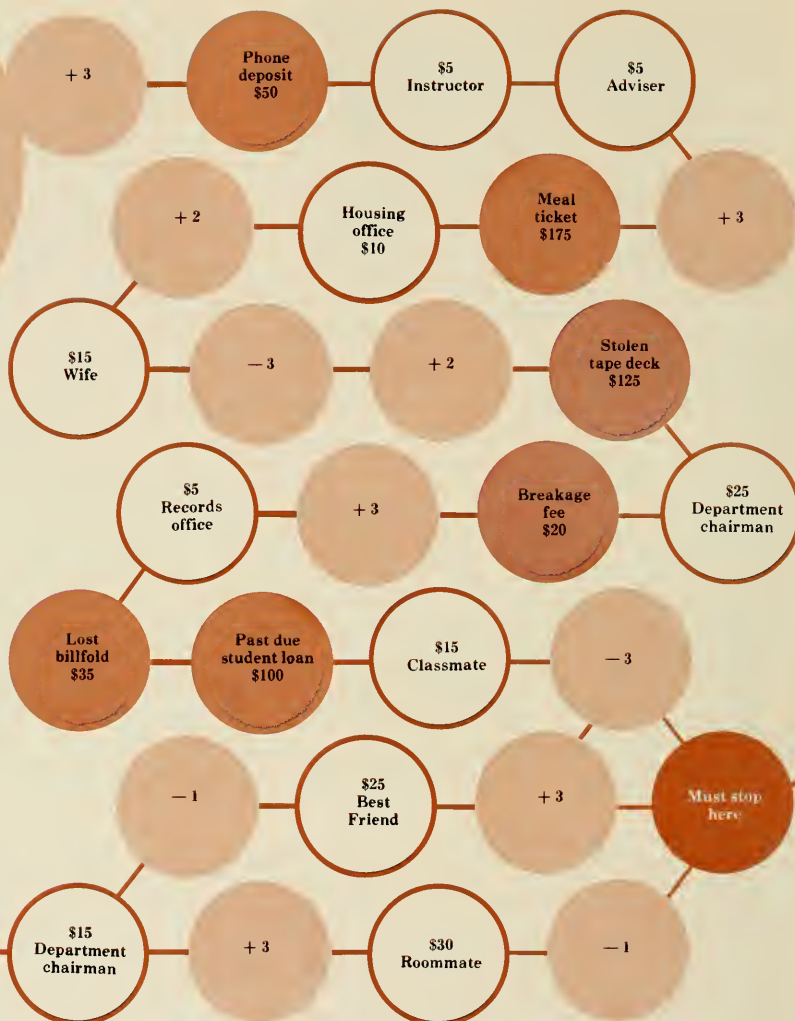 + 3
Phone
deposit
$50
$5
Instructor
$5
Adviser
+ 2
Housing
office
$10
Meal
ticket
$175
+ 3
$15
Wife
– 3
+ 2
Stolen
tape deck
$125
$5
Records
office
+ 3
Breakage
fee
$20
$25
Department
chairman
Lost
billfold
$35
Past due
student loan
$100
$15
Classmate
– 3
– 1
$25
Best
Friend
+ 3
Must stop
here
$15
Department
chairman
+ 3
$30
Roommate
– 1